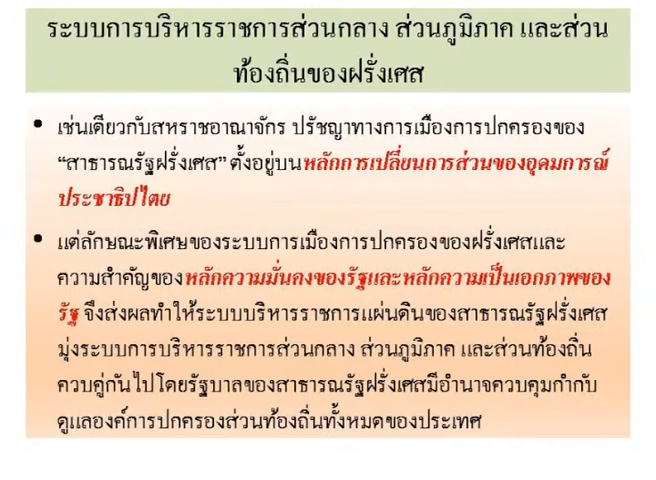 ระบบการบริหารราชการส่วนกลาง ส่วนภูมิภาค และส่วน
ท้องถิ่นของฝรั่งเศส
• เช่นเดียวกับสหราชอาณาจักร ปรัชญาทางการเมืองการปกครองของ
“สาธารณรัฐฝรั่งเศส” ตั้งอยู่บนหลักการเปลี่ยนการส่วนของอุดมการณ์
ประชาธิปไตย
• แต่ลักษณะพิเศษของระบบการเมืองการปกครองของฝรั่งเศสและ
ความสำคัญของหลักความมั่นคงของรัฐและหลักความเป็นเอกภาพของ
รัฐ จึงส่งผลทำให้ระบบบริหารราชการแผ่นดินของสาธารณรัฐฝรั่งเศส
มุ่งระบบการบริหารราชการส่วนกลาง ส่วนภูมิภาค และส่วนท้องถิ่น
ควบคู่กันไปโดยรัฐบาลของสาธารณรัฐฝรั่งเศสมีอำนาจควบคุมกำกับ
ดูแลองค์การปกครองส่วนท้องถิ่นทั้งหมดของประเทศ